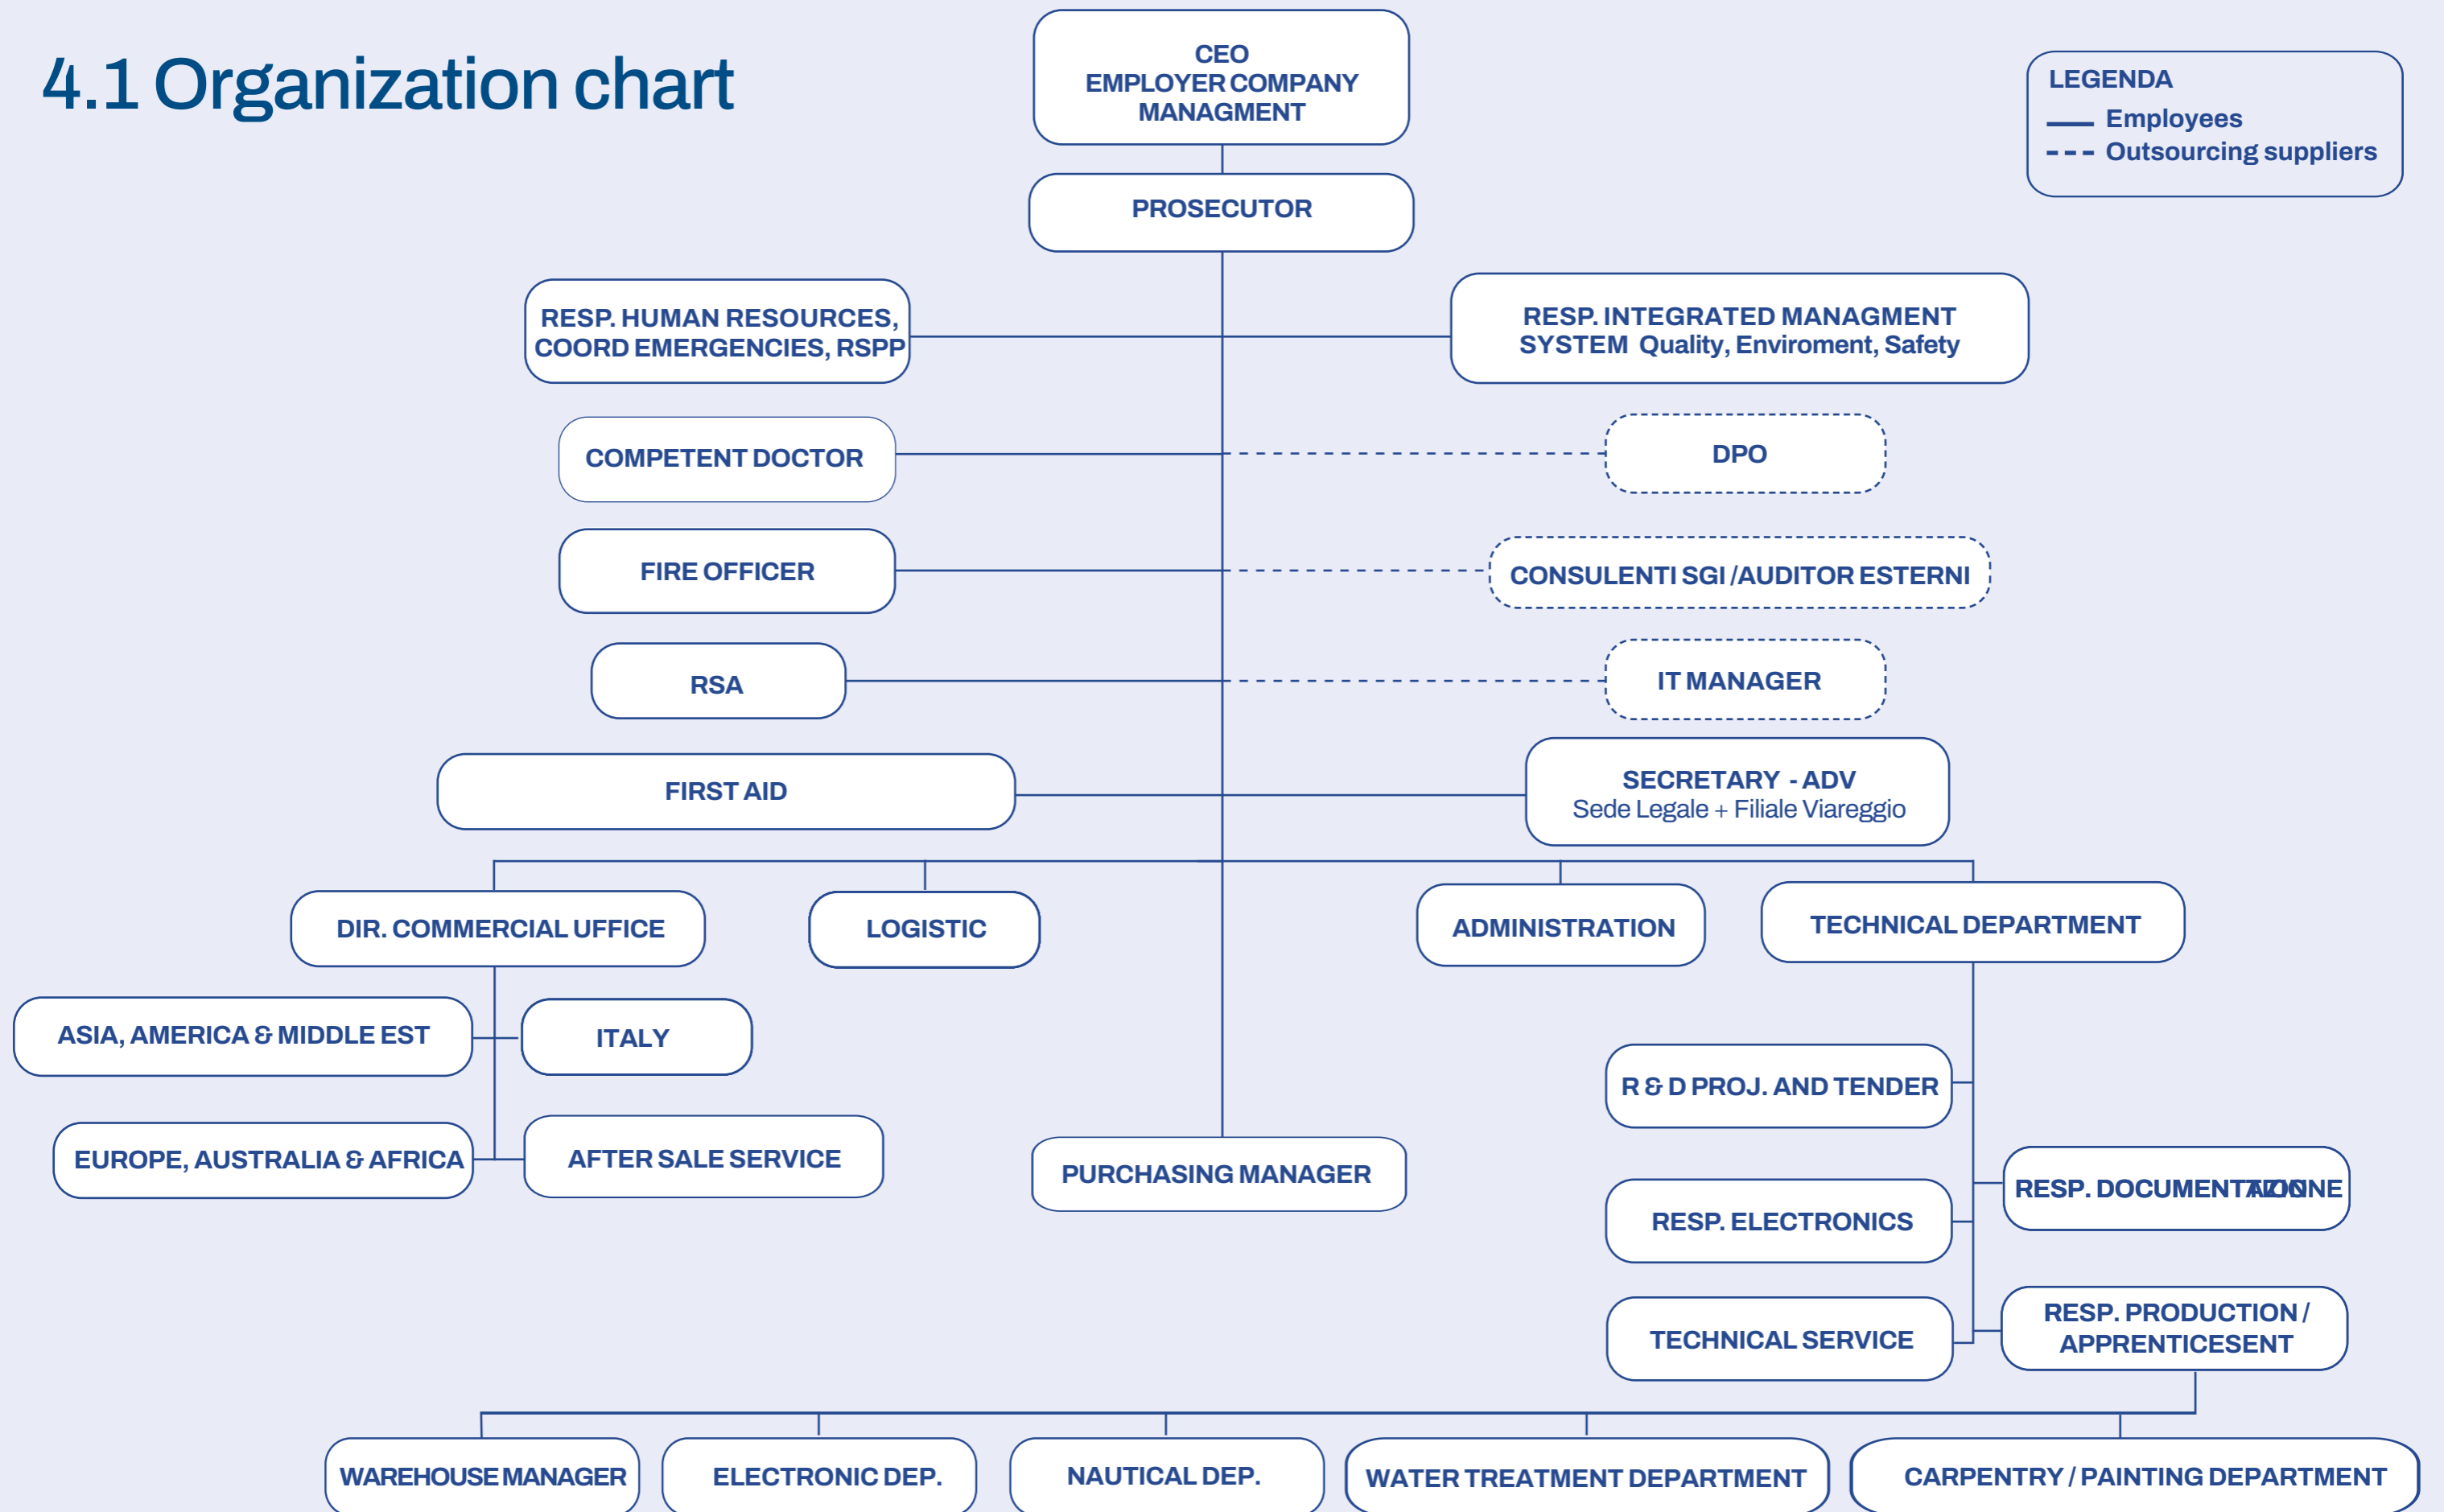 4.1 Organization chart
CEO
EMPLOYER COMPANY
MANAGMENT
LEGENDA
Employees
Outsourcing suppliers
PROSECUTOR
RESP. HUMAN RESOURCES,
COORD EMERGENCIES, RSPP
RESP. INTEGRATED MANAGMENT
SYSTEM Quality, Enviroment, Safety
COMPETENT DOCTOR
DPO
FIRE OFFICER
CONSULENTI SGI /AUDITOR ESTERNI
RSA
IT MANAGER
FIRST AID
SECRETARY - ADV
Sede Legale + Filiale Viareggio
DIR. COMMERCIAL UFFICE
LOGISTIC
ADMINISTRATION
TECHNICAL DEPARTMENT
ASIA, AMERICA & MIDDLE EST
ITALY
R & D PROJ. AND TENDER
EUROPE, AUSTRALIA & AFRICA
AFTER SALE SERVICE
PURCHASING MANAGER
RESP.
RESP. ELECTRONICS
RESP. PRODUCTION /
APPRENTICESENT
TECHNICAL SERVICE
WAREHOUSE MANAGER
ELECTRONIC DEP.
NAUTICAL DEP.
WATER TREATMENT DEPARTMENT
CARPENTRY / PAINTING DEPARTMENT